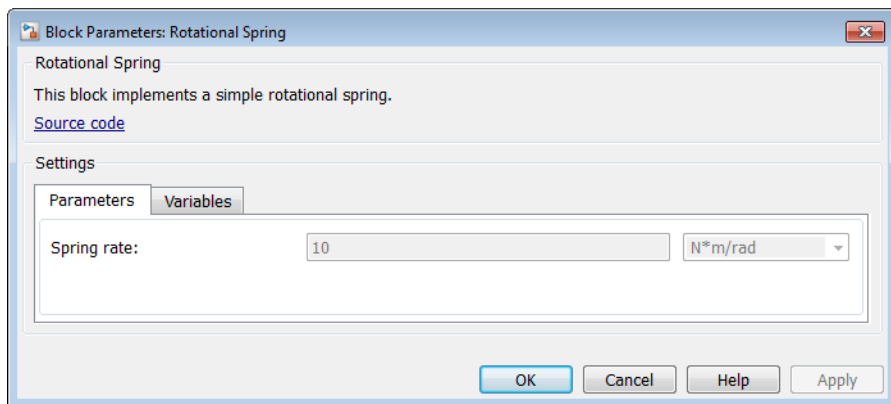 Block Parameters: Rotational Spring
Rotational Spring
This block implements a simple rotational spring.
Source code
Settings
Parameters Variables
Spring rate: 10 N*m/rad
OK Cancel Help Apply